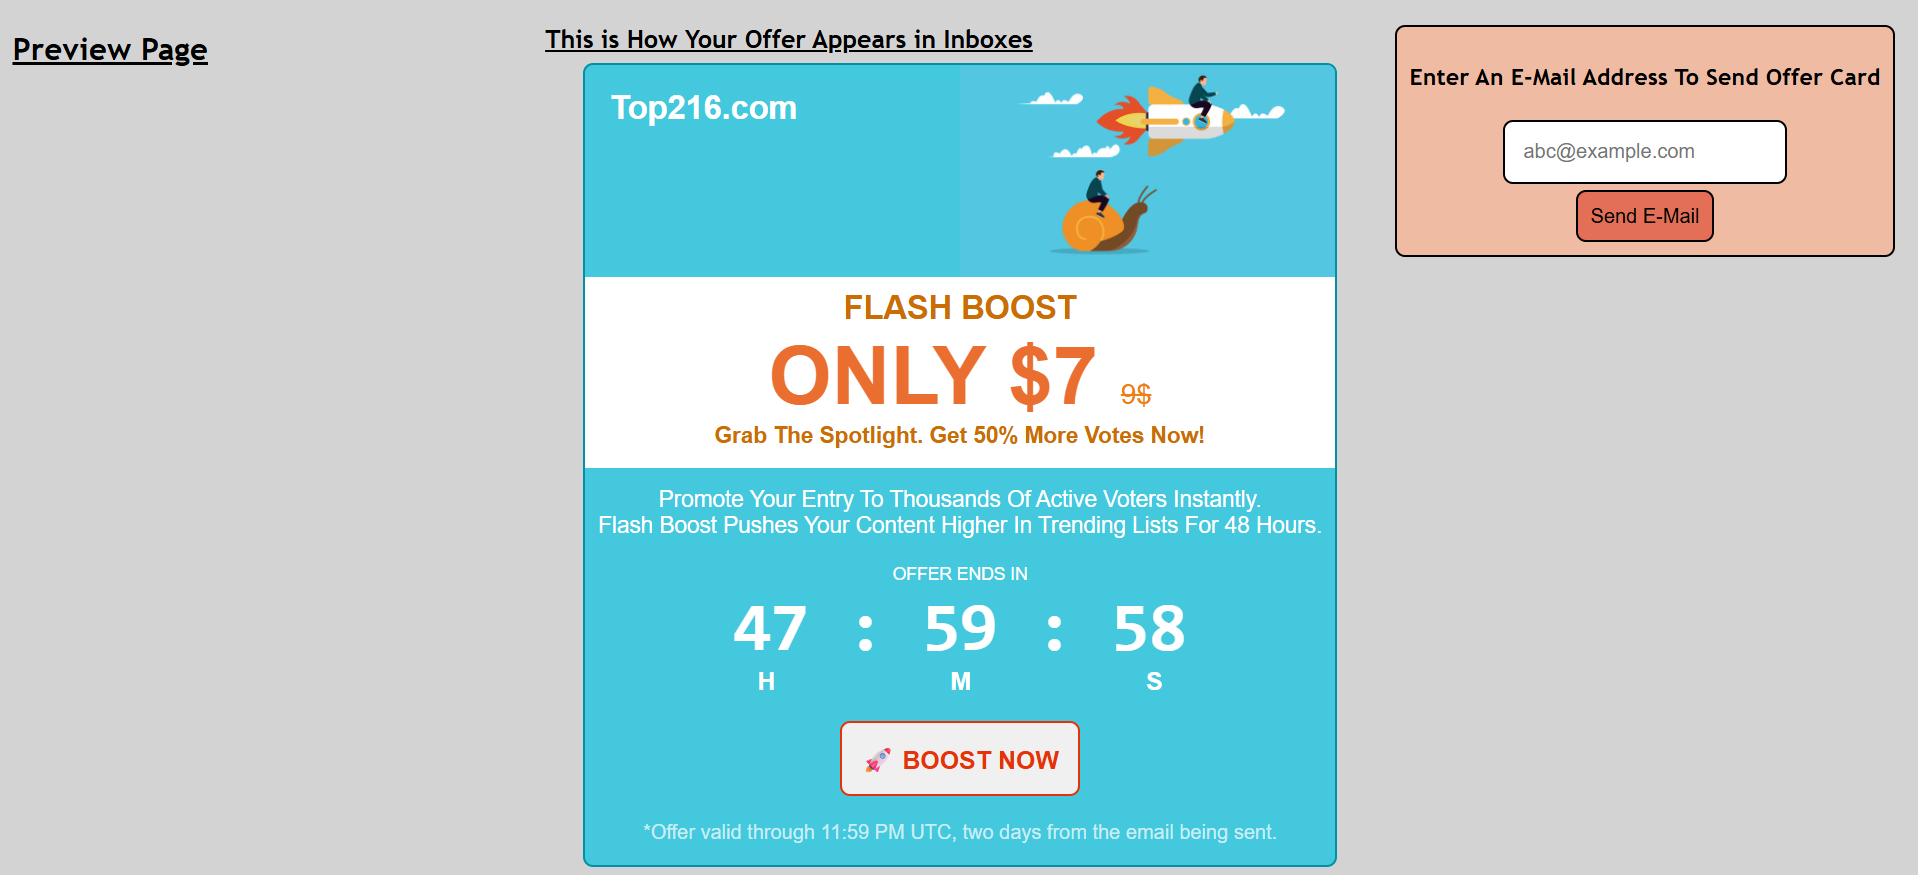 Preview Page
This is How Your Offer Appears in Inboxes
Top216.com
FLASH BOOST
ONLY $7 9$
Grab The Spotlight. Get 50% More Votes Now!
Promote Your Entry To Thousands Of Active Voters Instantly.
Flash Boost Pushes Your Content Higher In Trending Lists For 48 Hours.
OFFER ENDS IN
47 : 59 : 58
H M S
🚀 BOOST NOW
*Offer valid through 11:59 PM UTC, two days from the email being sent.
Enter An E-Mail Address To Send Offer Card
abc@example.com
Send E-Mail